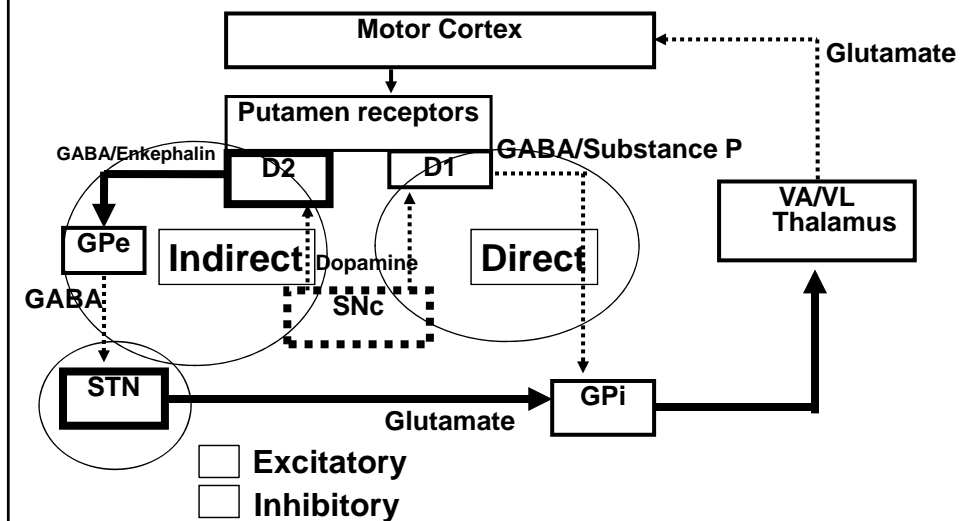 Motor Cortex
Glutamate
Putamen receptors
GABA/Enkephalin
GABA/Substance P
D2
D1
VA/VL
Thalamus
GPe
Indirect
Dopamine
Direct
GABA
SNc
STN
GPi
Glutamate
Excitatory
Inhibitory